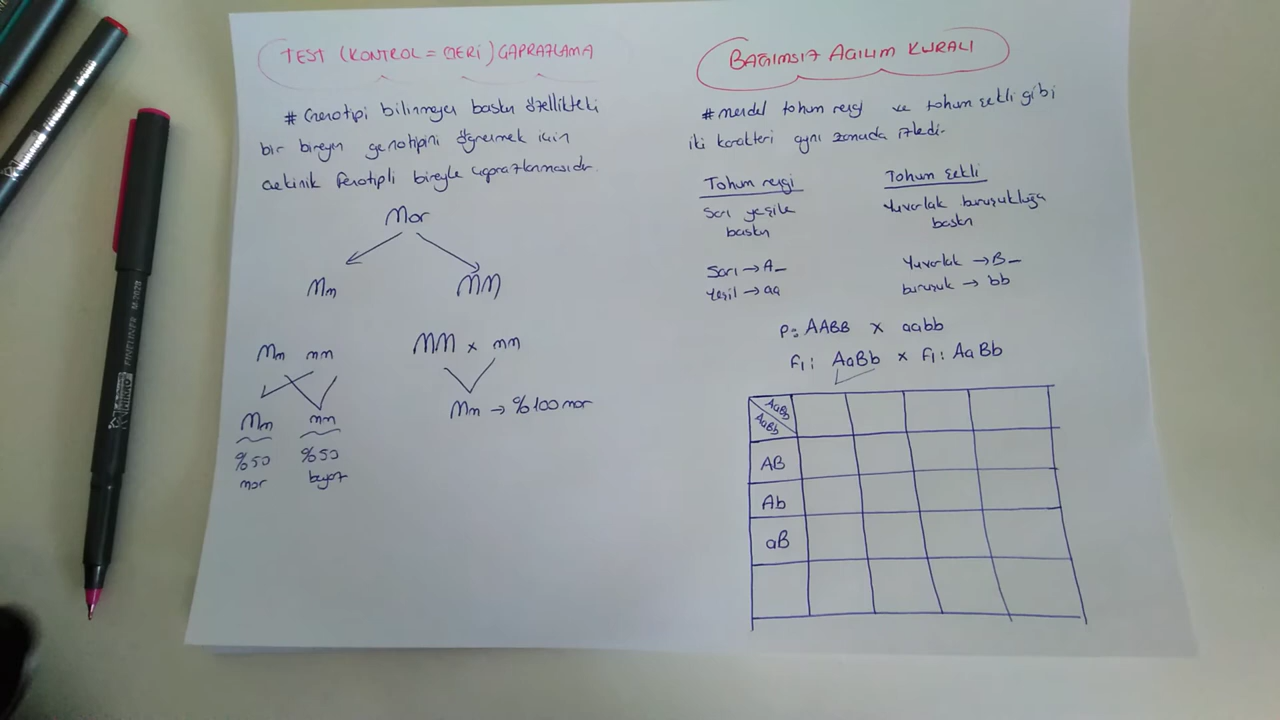 TEST (KONTROL = GERİ) ÇAPRAZLAMA
# Genotipi bilinmeyen baskın özellikteki
bir bireyin genotipini öğrenmek için
çekinik fenotipli bireyle çaprazlanmasıdır.
Mor
Mm MM
Mm mm
Mm mm
%50 %50
mor beyaz
MM x mm
Mm → %100 mor
BAĞIMSIZ AÇILIM KURALI
# mendel tohum rengi ve tohum şekli gibi
iki karakteri aynı zamanda izledi.
Tohum rengi
Sarı yeşile
baskın
Sarı → A_
Yeşil → aa
Tohum şekli
Yuvarlak buruşukluğa
baskın
Yuvarlak → B_
buruşuk → bb
P: AABB x aabb
F1: AaBb x F1: AaBb
AaBb
AaBb
AB
Ab
aB
FINELINER M-2028